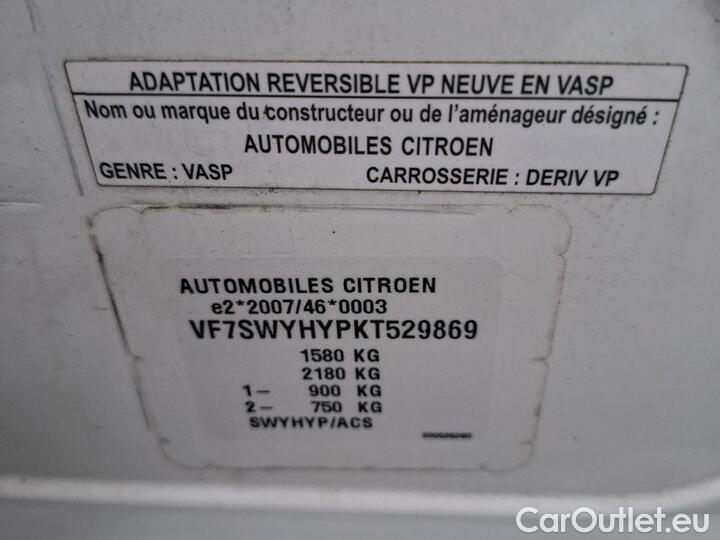 ADAPTATION REVERSIBLE VP NEUVE EN VASP
Nom ou marque du constructeur ou de l'aménageur désigné :
AUTOMOBILES CITROEN
GENRE : VASP CARROSSERIE : DERIV VP
AUTOMOBILES CITROEN
e2*2007/46*0003
VF7SWYHYPKT529869
1580 KG
2180 KG
1- 900 KG
2- 750 KG
SWYHYP/ACS
CarOutlet.eu